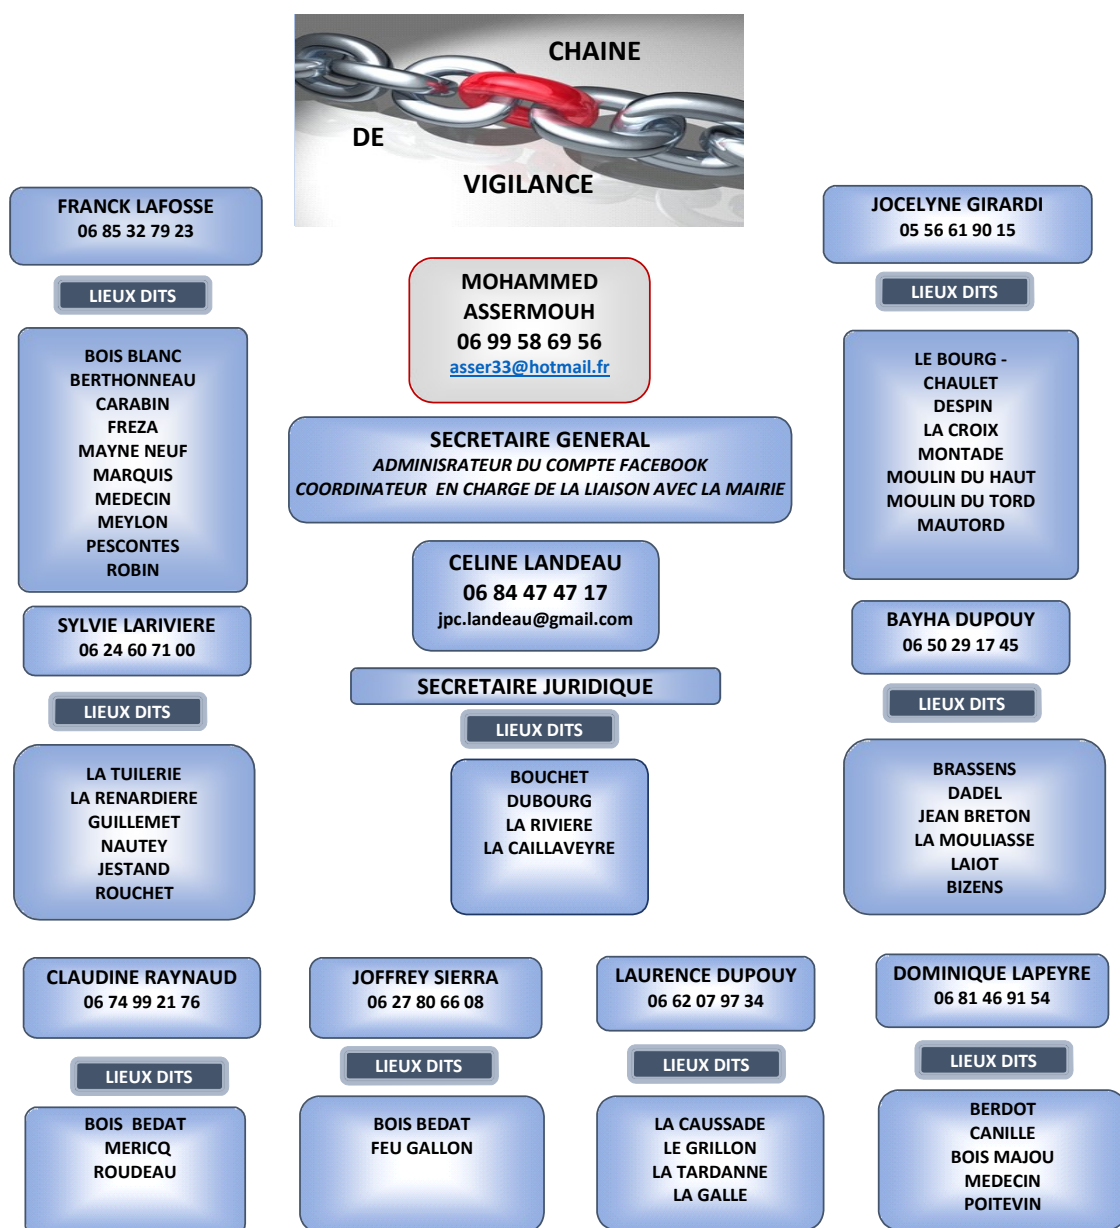 CHAINE
DE
VIGILANCE
FRANCK LAFOSSE
06 85 32 79 23
LIEUX DITS
BOIS BLANC
BERTHONNEAU
CARABIN
FREZA
MAYNE NEUF
MARQUIS
MEDECIN
MEYLON
PESCONTES
ROBIN
MOHAMMED
ASSERMOUH
06 99 58 69 56
asser33@hotmail.fr
SECRETAIRE GENERAL
ADMINISRATEUR DU COMPTE FACEBOOK
COORDINATEUR EN CHARGE DE LA LIAISON AVEC LA MAIRIE
CELINE LANDEAU
06 84 47 47 17
jpc.landeau@gmail.com
SECRETAIRE JURIDIQUE
LIEUX DITS
BOUCHET
DUBOURG
LA RIVIERE
LA CAILLAVEYRE
JOCELYNE GIRARDI
05 56 61 90 15
LIEUX DITS
LE BOURG -
CHAULET
DESPIN
LA CROIX
MONTADE
MOULIN DU HAUT
MOULIN DU TORD
MAUTORD
SYLVIE LARIVIERE
06 24 60 71 00
LIEUX DITS
LA TUILERIE
LA RENARDIERE
GUILLEMET
NAUTEY
JESTAND
ROUCHET
BAYHA DUPOUY
06 50 29 17 45
LIEUX DITS
BRASSENS
DADEL
JEAN BRETON
LA MOULIASSE
LAIOT
BIZENS
CLAUDINE RAYNAUD
06 74 99 21 76
LIEUX DITS
BOIS BEDAT
MERICQ
ROUDEAU
JOFFREY SIERRA
06 27 80 66 08
LIEUX DITS
BOIS BEDAT
FEU GALLON
LAURENCE DUPOUY
06 62 07 97 34
LIEUX DITS
LA CAUSSADE
LE GRILLON
LA TARDANNE
LA GALLE
DOMINIQUE LAPEYRE
06 81 46 91 54
LIEUX DITS
BERDOT
CANILLE
BOIS MAJOU
MEDECIN
POITEVIN